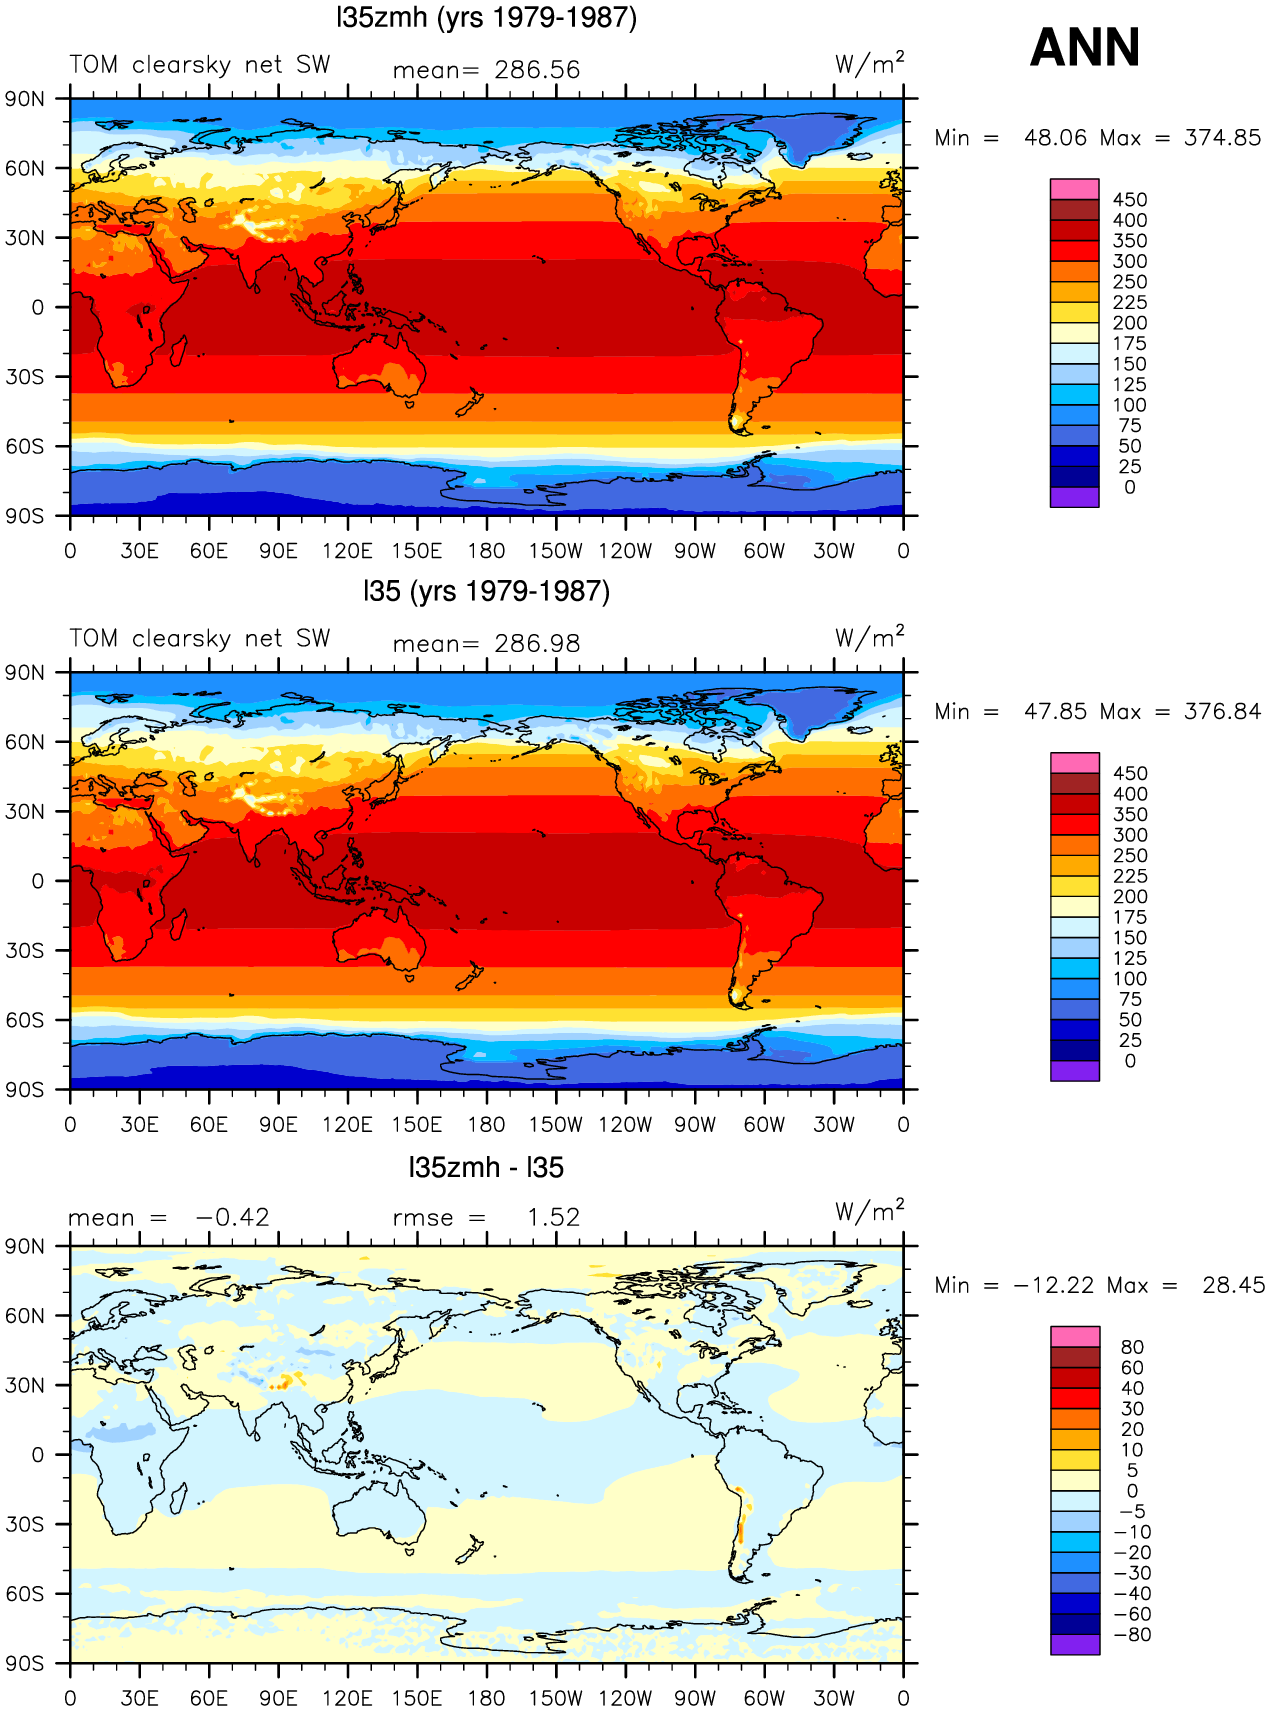 l35zmh (yrs 1979-1987)
ANN
TOM clearsky net SW mean= 286.56 W/m²
Min = 48.06 Max = 374.85
90N
60N
30N
0
30S
60S
90S
0 30E 60E 90E 120E 150E 180 150W 120W 90W 60W 30W 0
450
400
350
300
250
225
200
175
150
125
100
75
50
25
0
l35 (yrs 1979-1987)
TOM clearsky net SW mean= 286.98 W/m²
Min = 47.85 Max = 376.84
90N
60N
30N
0
30S
60S
90S
0 30E 60E 90E 120E 150E 180 150W 120W 90W 60W 30W 0
450
400
350
300
250
225
200
175
150
125
100
75
50
25
0
l35zmh - l35
mean = −0.42 rmse = 1.52 W/m²
Min = −12.22 Max = 28.45
90N
60N
30N
0
30S
60S
90S
0 30E 60E 90E 120E 150E 180 150W 120W 90W 60W 30W 0
80
60
40
30
20
10
5
0
−5
−10
−20
−30
−40
−60
−80